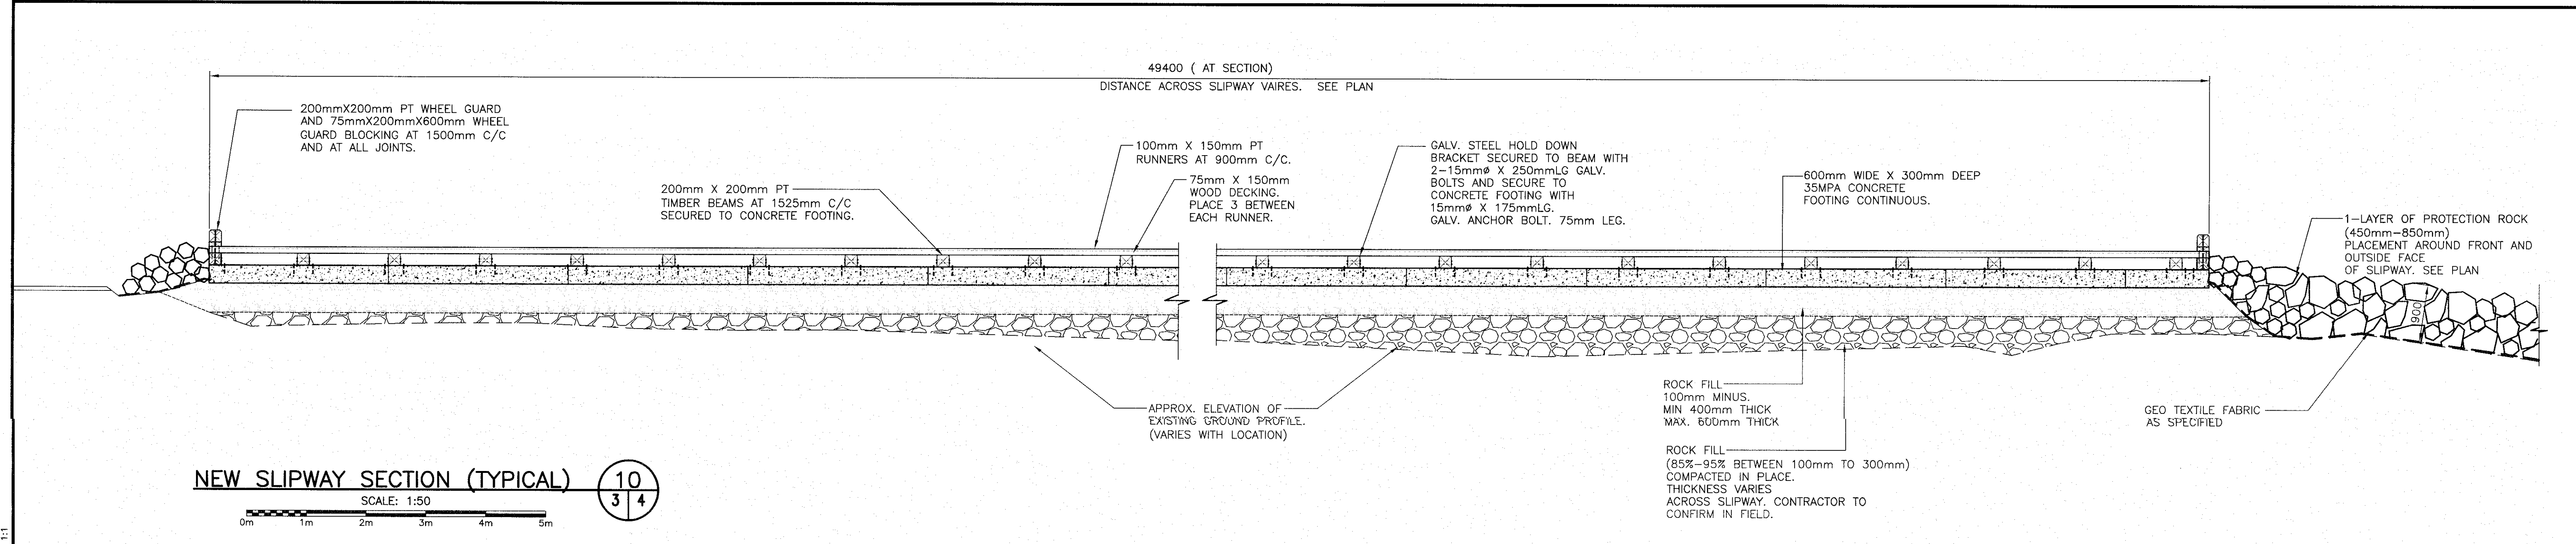 49400 ( AT SECTION)
DISTANCE ACROSS SLIPWAY VAIRES. SEE PLAN
200mmX200mm PT WHEEL GUARD
AND 75mmX200mmX600mm WHEEL
GUARD BLOCKING AT 1500mm C/C
AND AT ALL JOINTS.
200mm X 200mm PT
TIMBER BEAMS AT 1525mm C/C
SECURED TO CONCRETE FOOTING.
100mm X 150mm PT
RUNNERS AT 900mm C/C.
75mm X 150mm
WOOD DECKING.
PLACE 3 BETWEEN
EACH RUNNER.
GALV. STEEL HOLD DOWN
BRACKET SECURED TO BEAM WITH
2-15mmø X 250mmLG GALV.
BOLTS AND SECURE TO
CONCRETE FOOTING WITH
15mmø X 175mmLG.
GALV. ANCHOR BOLT. 75mm LEG.
600mm WIDE X 300mm DEEP
35MPA CONCRETE
FOOTING CONTINUOUS.
1-LAYER OF PROTECTION ROCK
(450mm-850mm)
PLACEMENT AROUND FRONT AND
OUTSIDE FACE
OF SLIPWAY. SEE PLAN
900
APPROX. ELEVATION OF
EXISTING GROUND PROFILE.
(VARIES WITH LOCATION)
ROCK FILL
100mm MINUS.
MIN 400mm THICK
MAX. 600mm THICK
ROCK FILL
(85%-95% BETWEEN 100mm TO 300mm)
COMPACTED IN PLACE.
THICKNESS VARIES
ACROSS SLIPWAY. CONTRACTOR TO
CONFIRM IN FIELD.
GEO TEXTILE FABRIC
AS SPECIFIED
NEW SLIPWAY SECTION (TYPICAL)
10
3 4
SCALE: 1:50
0m 1m 2m 3m 4m 5m
1:1